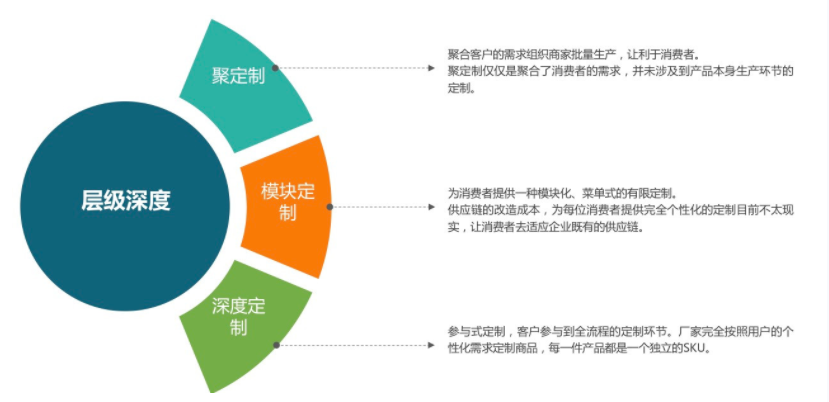 层级深度
聚定制
聚合客户的需求组织商家批量生产，让利于消费者。
聚定制仅仅是聚合了消费者的需求，并未涉及到产品本身生产环节的
定制。
模块定
制
为消费者提供一种模块化、菜单式的有限定制。
供应链的改造成本，为每位消费者提供完全个性化的定制目前不太现
实，让消费者去适应企业既有的供应链。
深度定
制
参与式定制，客户参与到全流程的定制环节。厂家完全按照用户的个
性化需求定制商品，每一件产品都是一个独立的SKU。